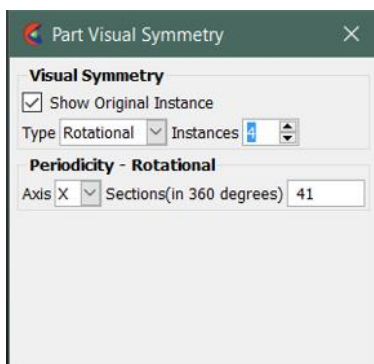 Part Visual Symmetry
Visual Symmetry
Show Original Instance
Type Rotational Instances 4
Periodicity - Rotational
Axis X Sections(in 360 degrees) 41